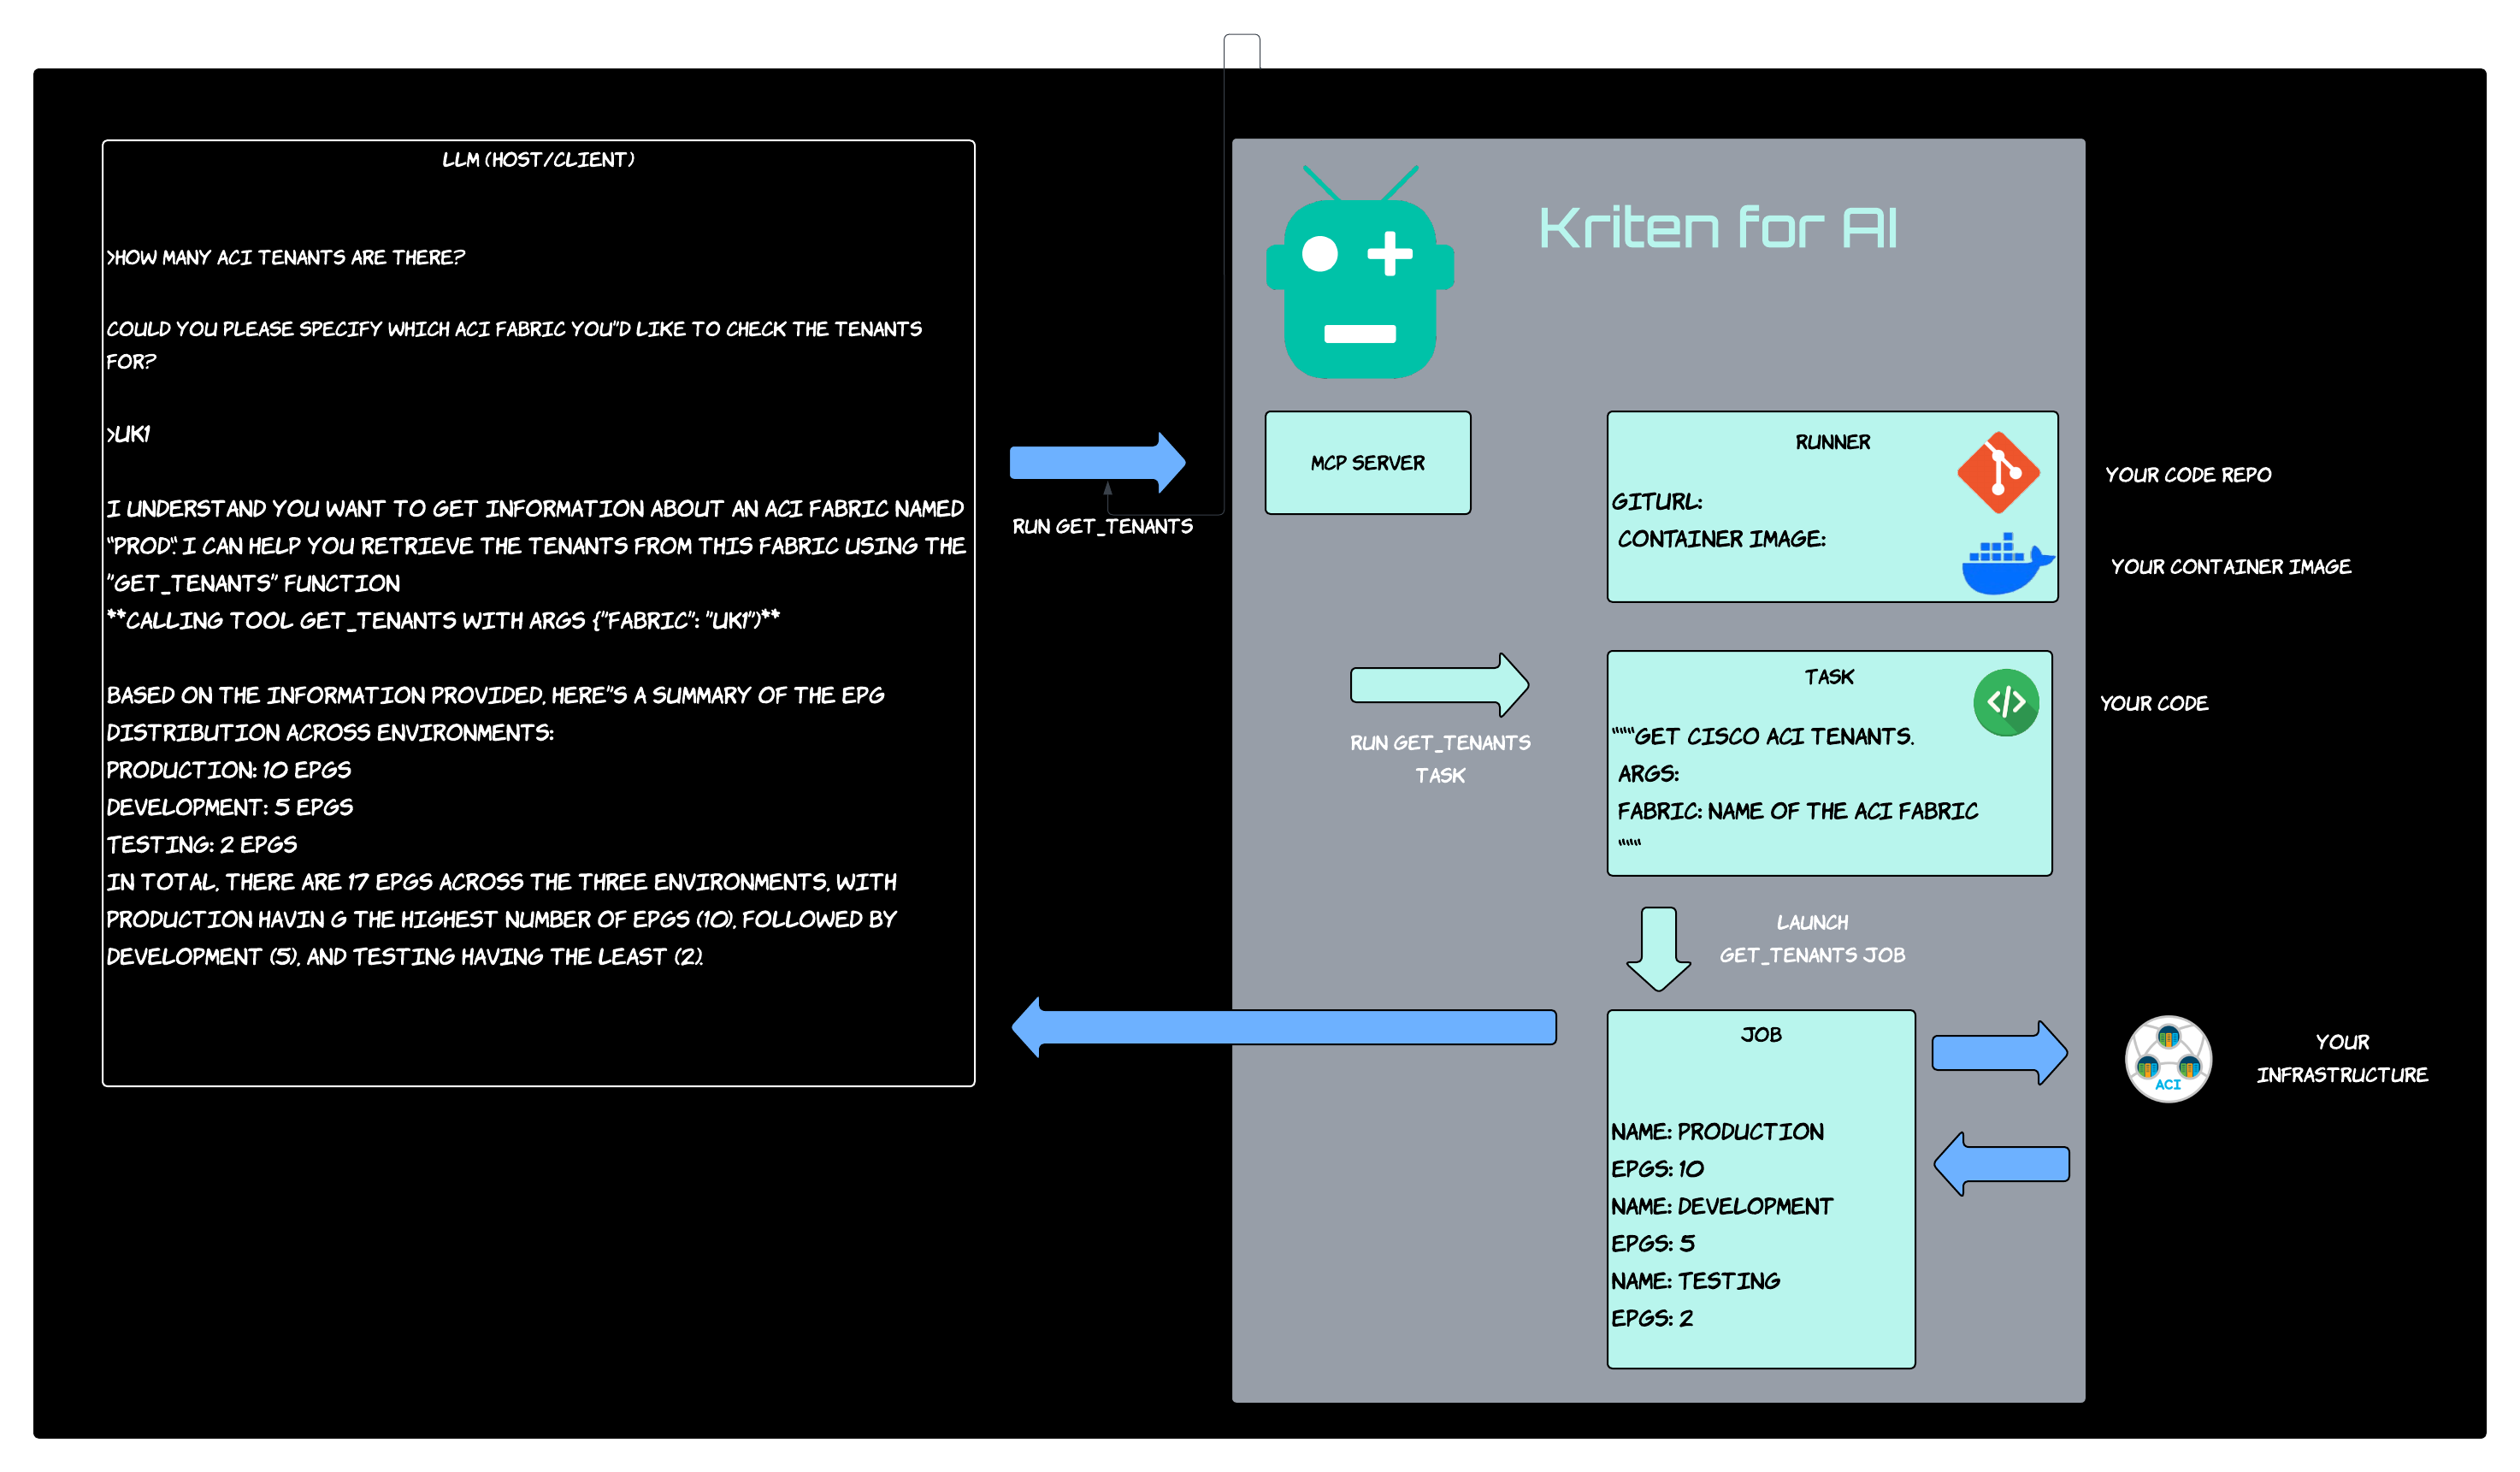 LLM (HOST/CLIENT)
>HOW MANY ACI TENANTS ARE THERE?
COULD YOU PLEASE SPECIFY WHICH ACI FABRIC YOU"D LIKE TO CHECK THE TENANTS
FOR?
>UK1
I UNDERSTAND YOU WANT TO GET INFORMATION ABOUT AN ACI FABRIC NAMED
"PROD". I CAN HELP YOU RETRIEVE THE TENANTS FROM THIS FABRIC USING THE
"GET_TENANTS" FUNCTION
**CALLING TOOL GET_TENANTS WITH ARGS {"FABRIC": "UK1")**
BASED ON THE INFORMATION PROVIDED, HERE"S A SUMMARY OF THE EPG
DISTRIBUTION ACROSS ENVIRONMENTS:
PRODUCTION: 10 EPGS
DEVELOPMENT: 5 EPGS
TESTING: 2 EPGS
IN TOTAL, THERE ARE 17 EPGS ACROSS THE THREE ENVIRONMENTS, WITH
PRODUCTION HAVIN G THE HIGHEST NUMBER OF EPGS (10), FOLLOWED BY
DEVELOPMENT (5), AND TESTING HAVING THE LEAST (2).
RUN GET_TENANTS
Kriten for AI
MCP SERVER
RUNNER
GITURL:
CONTAINER IMAGE:
YOUR CODE REPO
YOUR CONTAINER IMAGE
RUN GET_TENANTS
TASK
TASK
"""GET CISCO ACI TENANTS.
ARGS:
FABRIC: NAME OF THE ACI FABRIC
"""
YOUR CODE
LAUNCH
GET_TENANTS JOB
JOB
NAME: PRODUCTION
EPGS: 10
NAME: DEVELOPMENT
EPGS: 5
NAME: TESTING
EPGS: 2
ACI
YOUR
INFRASTRUCTURE